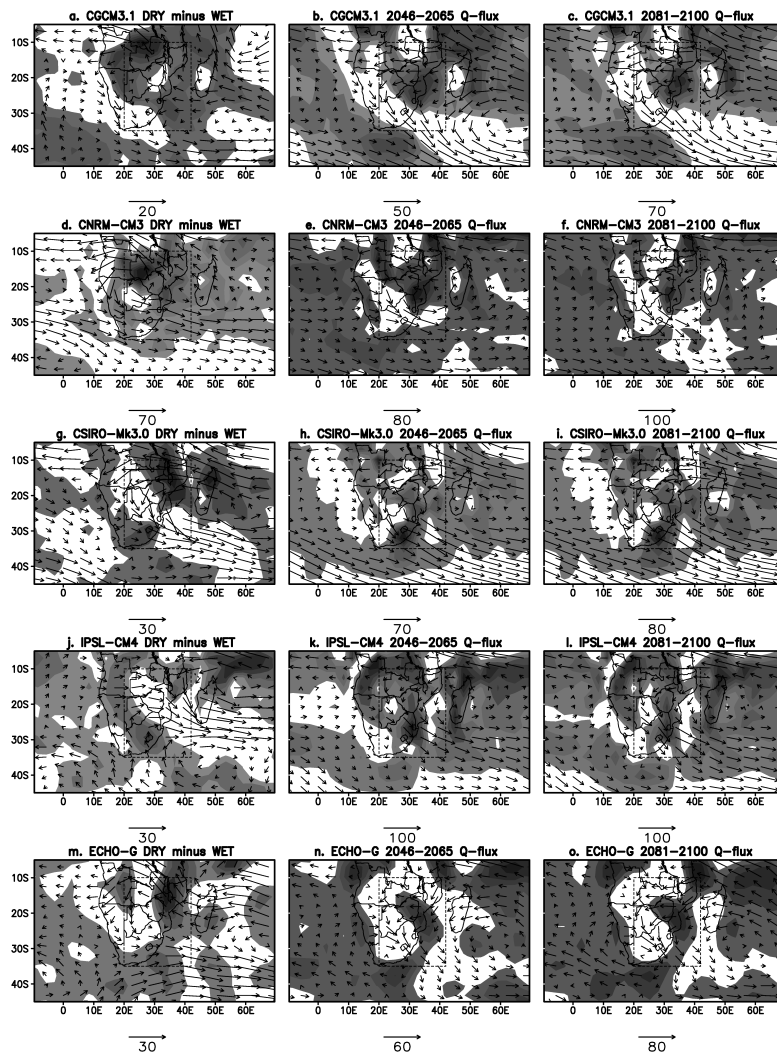 a. CGCM3.1 DRY minus WET
b. CGCM3.1 2046-2065 Q-flux
c. CGCM3.1 2081-2100 Q-flux
10S
20S
30S
40S
0 10E 20E 30E 40E 50E 60E
0 10E 20E 30E 40E 50E 60E
0 10E 20E 30E 40E 50E 60E
20
50
70
d. CNRM-CM3 DRY minus WET
e. CNRM-CM3 2046-2065 Q-flux
f. CNRM-CM3 2081-2100 Q-flux
10S
20S
30S
40S
0 10E 20E 30E 40E 50E 60E
0 10E 20E 30E 40E 50E 60E
0 10E 20E 30E 40E 50E 60E
70
80
100
g. CSIRO-Mk3.0 DRY minus WET
h. CSIRO-Mk3.0 2046-2065 Q-flux
i. CSIRO-Mk3.0 2081-2100 Q-flux
10S
20S
30S
40S
0 10E 20E 30E 40E 50E 60E
0 10E 20E 30E 40E 50E 60E
0 10E 20E 30E 40E 50E 60E
30
70
80
j. IPSL-CM4 DRY minus WET
k. IPSL-CM4 2046-2065 Q-flux
l. IPSL-CM4 2081-2100 Q-flux
10S
20S
30S
40S
0 10E 20E 30E 40E 50E 60E
0 10E 20E 30E 40E 50E 60E
0 10E 20E 30E 40E 50E 60E
30
100
100
m. ECHO-G DRY minus WET
n. ECHO-G 2046-2065 Q-flux
o. ECHO-G 2081-2100 Q-flux
10S
20S
30S
40S
0 10E 20E 30E 40E 50E 60E
0 10E 20E 30E 40E 50E 60E
0 10E 20E 30E 40E 50E 60E
30
60
80